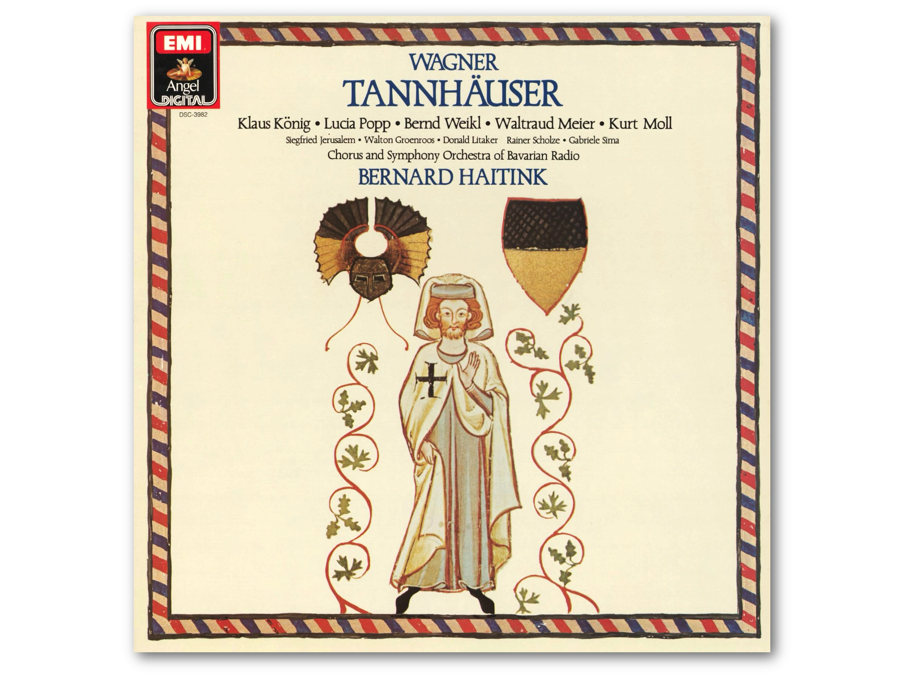 EMI
Angel
DIGITAL
DSC-3982
WAGNER
TANNHÄUSER
Klaus König • Lucia Popp • Bernd Weikl • Waltraud Meier • Kurt Moll
Siegfried Jerusalem • Walton Groenroos • Donald Litaker Rainer Scholze • Gabriele Sima
Chorus and Symphony Orchestra of Bavarian Radio
BERNARD HAITINK